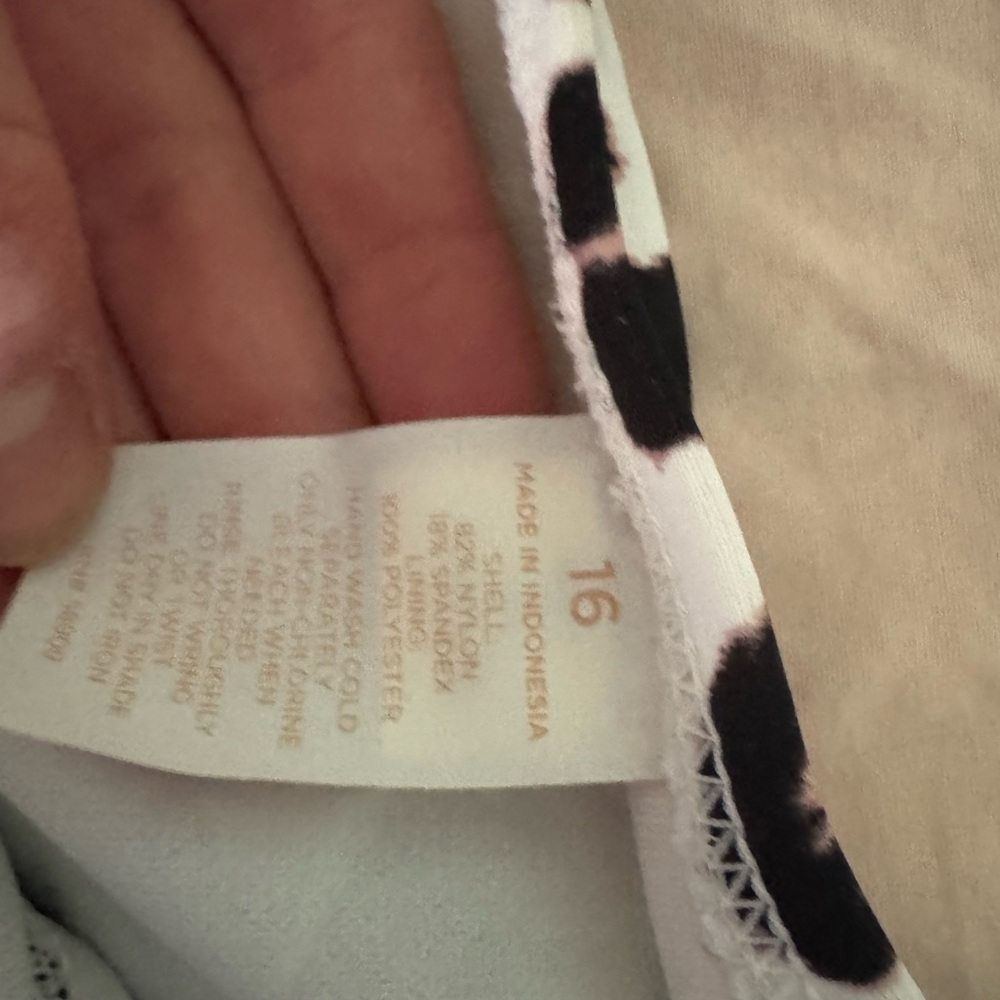 16
MADE IN INDONESIA
SHELL:
82% NYLON
18% SPANDEX
LINING:
100% POLYESTER
HAND WASH COLD
SEPARATELY
ONLY NON-CHLORINE
BLEACH WHEN
NEEDED
RINSE THOROUGHLY
DO NOT WRING
OR TWIST
LINE DRY IN SHADE
DO NOT IRON